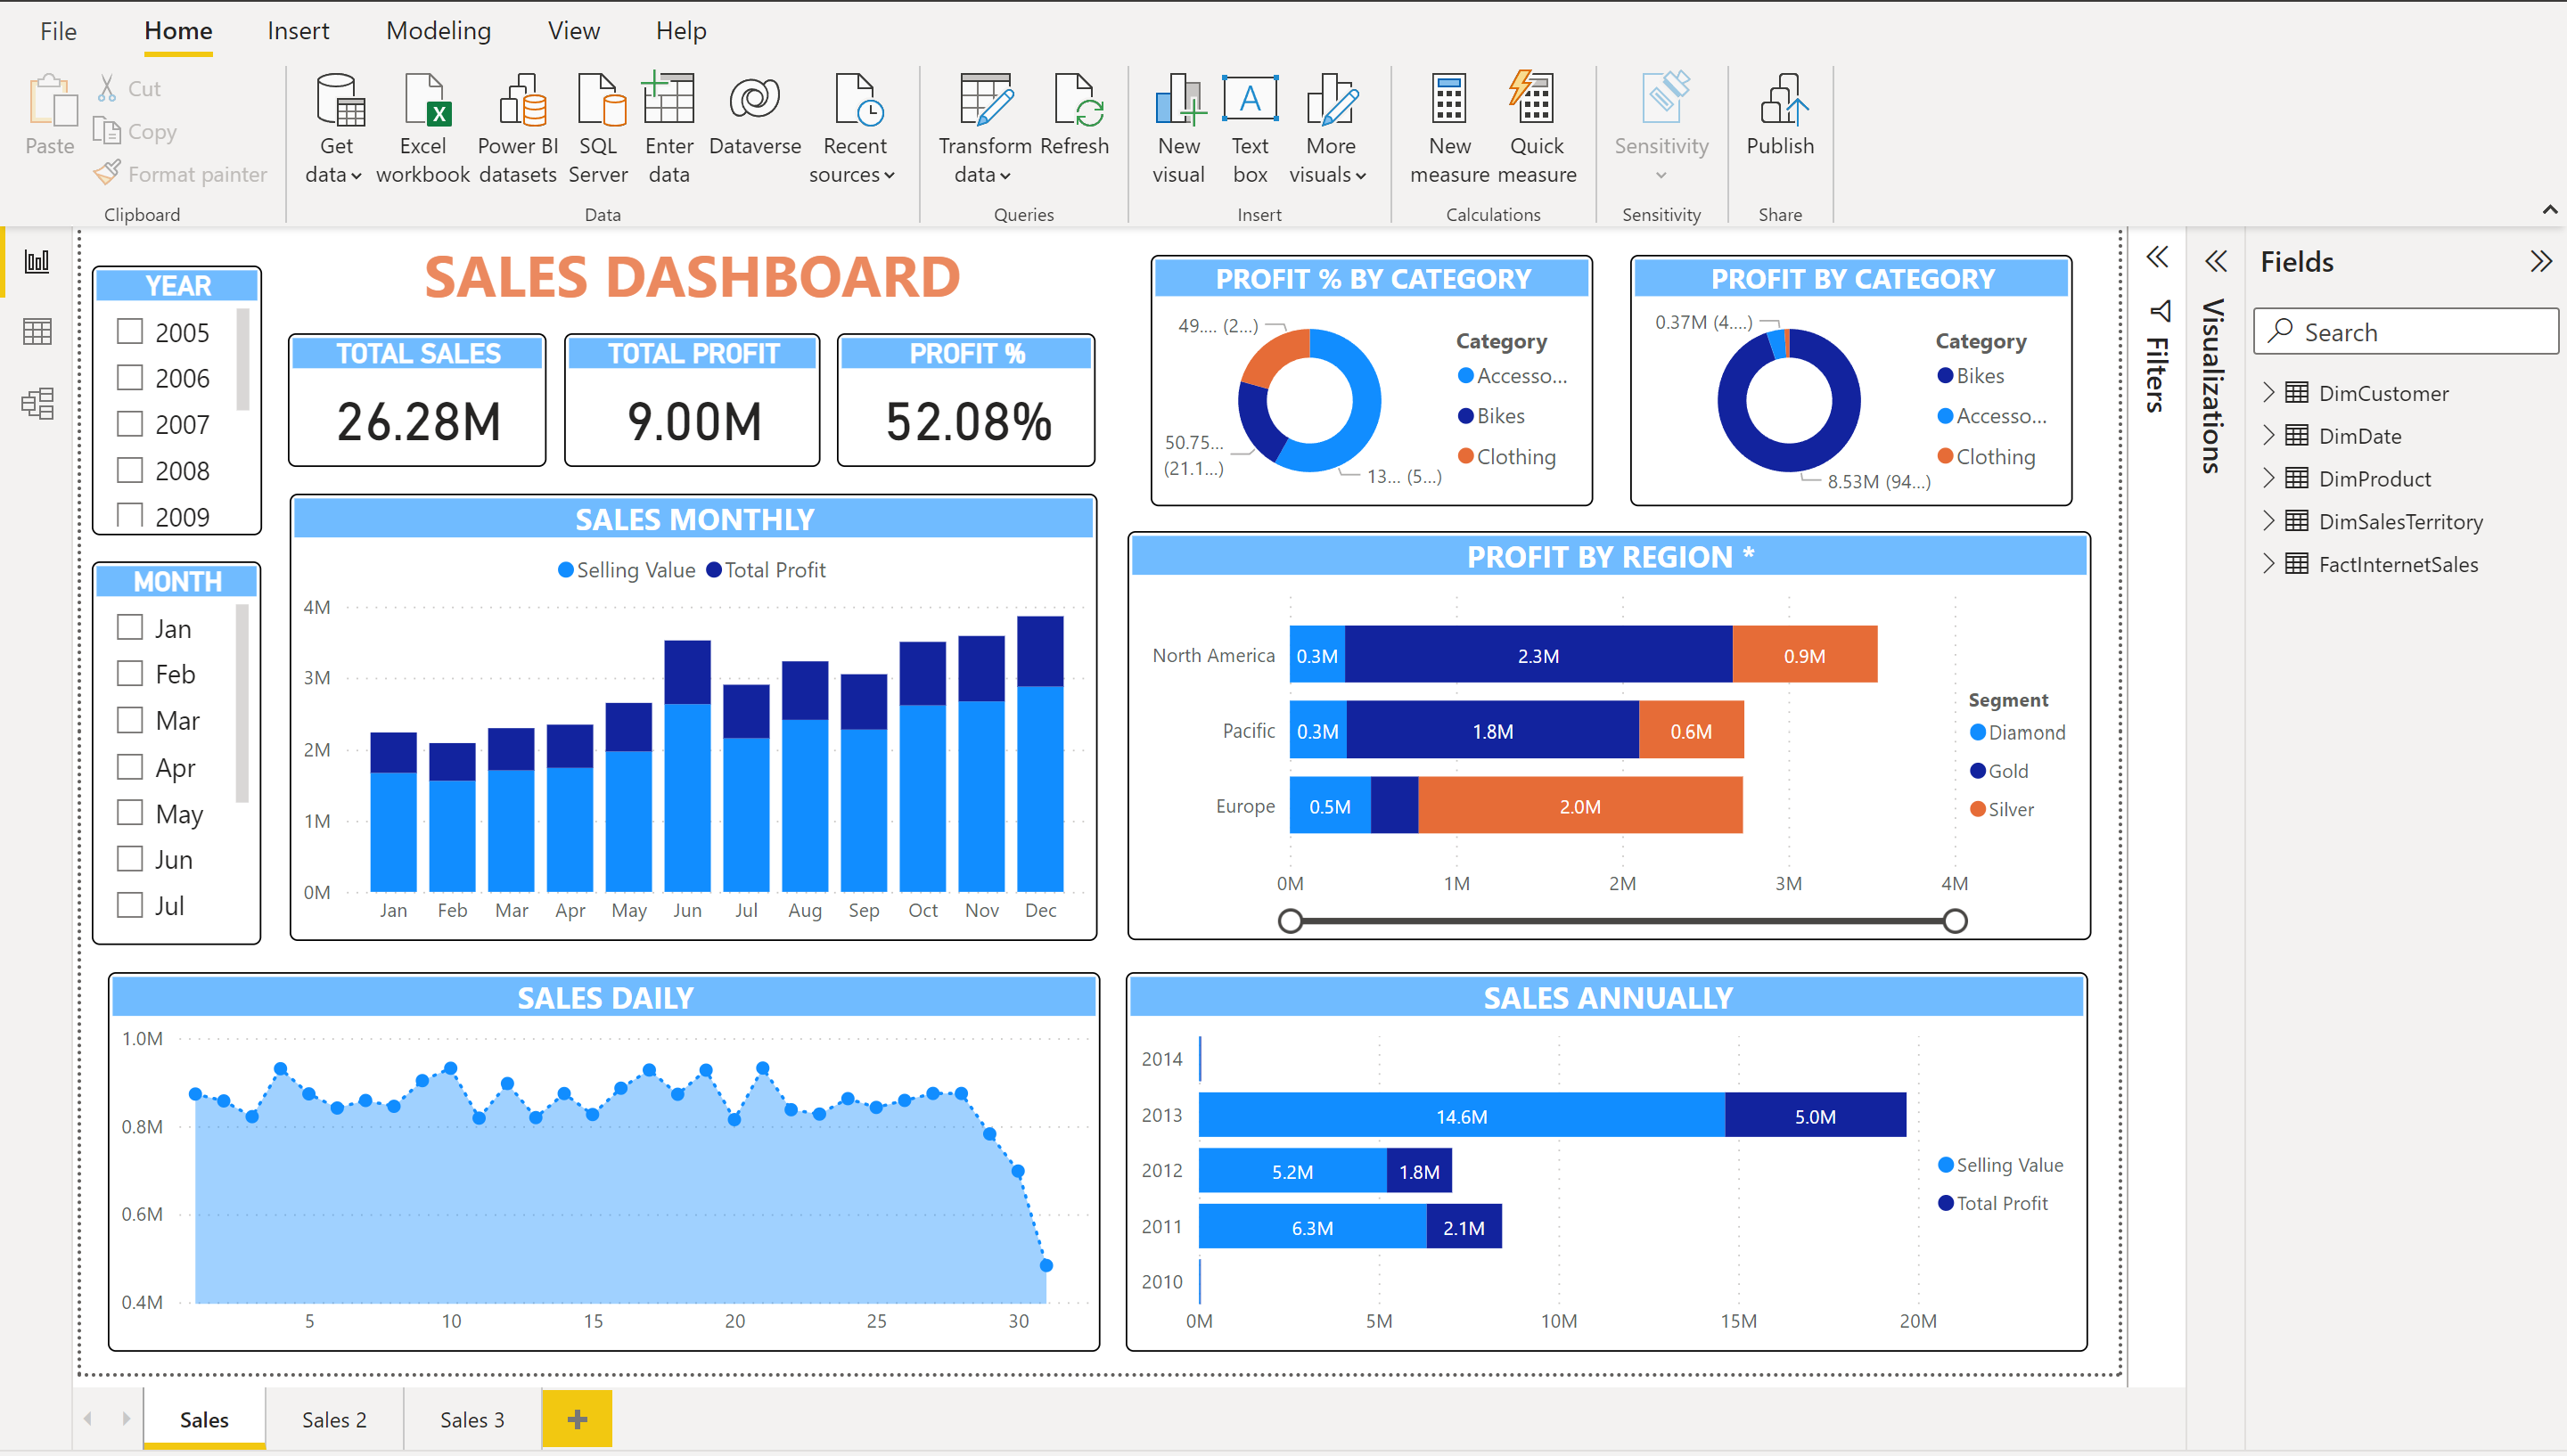 File Home Insert Modeling View Help
Paste
Cut
Copy
Format painter
Clipboard
Get data
Excel workbook
Power BI datasets
SQL Server
Enter data
Dataverse
Recent sources
Data
Transform data
Refresh
Queries
New visual
Text box
More visuals
Insert
New measure
Quick measure
Calculations
Sensitivity
Sensitivity
Publish
Share
YEAR
2005
2006
2007
2008
2009
MONTH
Jan
Feb
Mar
Apr
May
Jun
Jul
SALES DASHBOARD
TOTAL SALES
26.28M
TOTAL PROFIT
9.00M
PROFIT %
52.08%
PROFIT % BY CATEGORY
49.... (2...)
50.75...
(21.1...)
13... (5...)
Category
Accesso...
Bikes
Clothing
PROFIT BY CATEGORY
0.37M (4....)
8.53M (94...)
Category
Bikes
Accesso...
Clothing
SALES MONTHLY
Selling Value Total Profit
4M
3M
2M
1M
0M
Jan Feb Mar Apr May Jun Jul Aug Sep Oct Nov Dec
PROFIT BY REGION *
North America 0.3M 2.3M 0.9M
Pacific 0.3M 1.8M 0.6M
Europe 0.5M 2.0M
0M 1M 2M 3M 4M
Segment
Diamond
Gold
Silver
SALES DAILY
1.0M
0.8M
0.6M
0.4M
5 10 15 20 25 30
SALES ANNUALLY
2014
2013 14.6M 5.0M
2012 5.2M 1.8M
2011 6.3M 2.1M
2010
0M 5M 10M 15M 20M
Selling Value
Total Profit
Filters
Visualizations
Fields
Search
DimCustomer
DimDate
DimProduct
DimSalesTerritory
FactInternetSales
Sales Sales 2 Sales 3 +